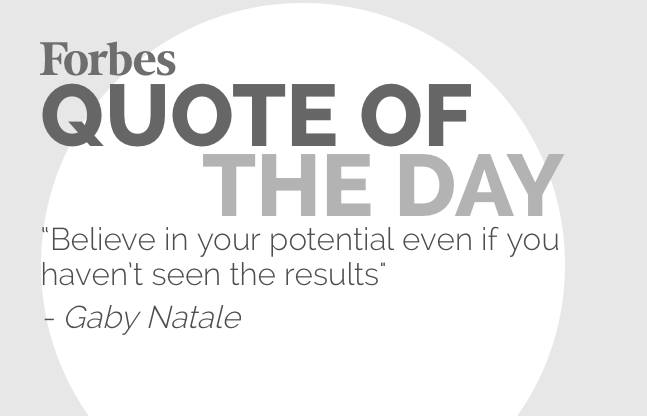 Forbes
QUOTE OF
THE DAY
“Believe in your potential even if you
haven't seen the results"
- Gaby Natale